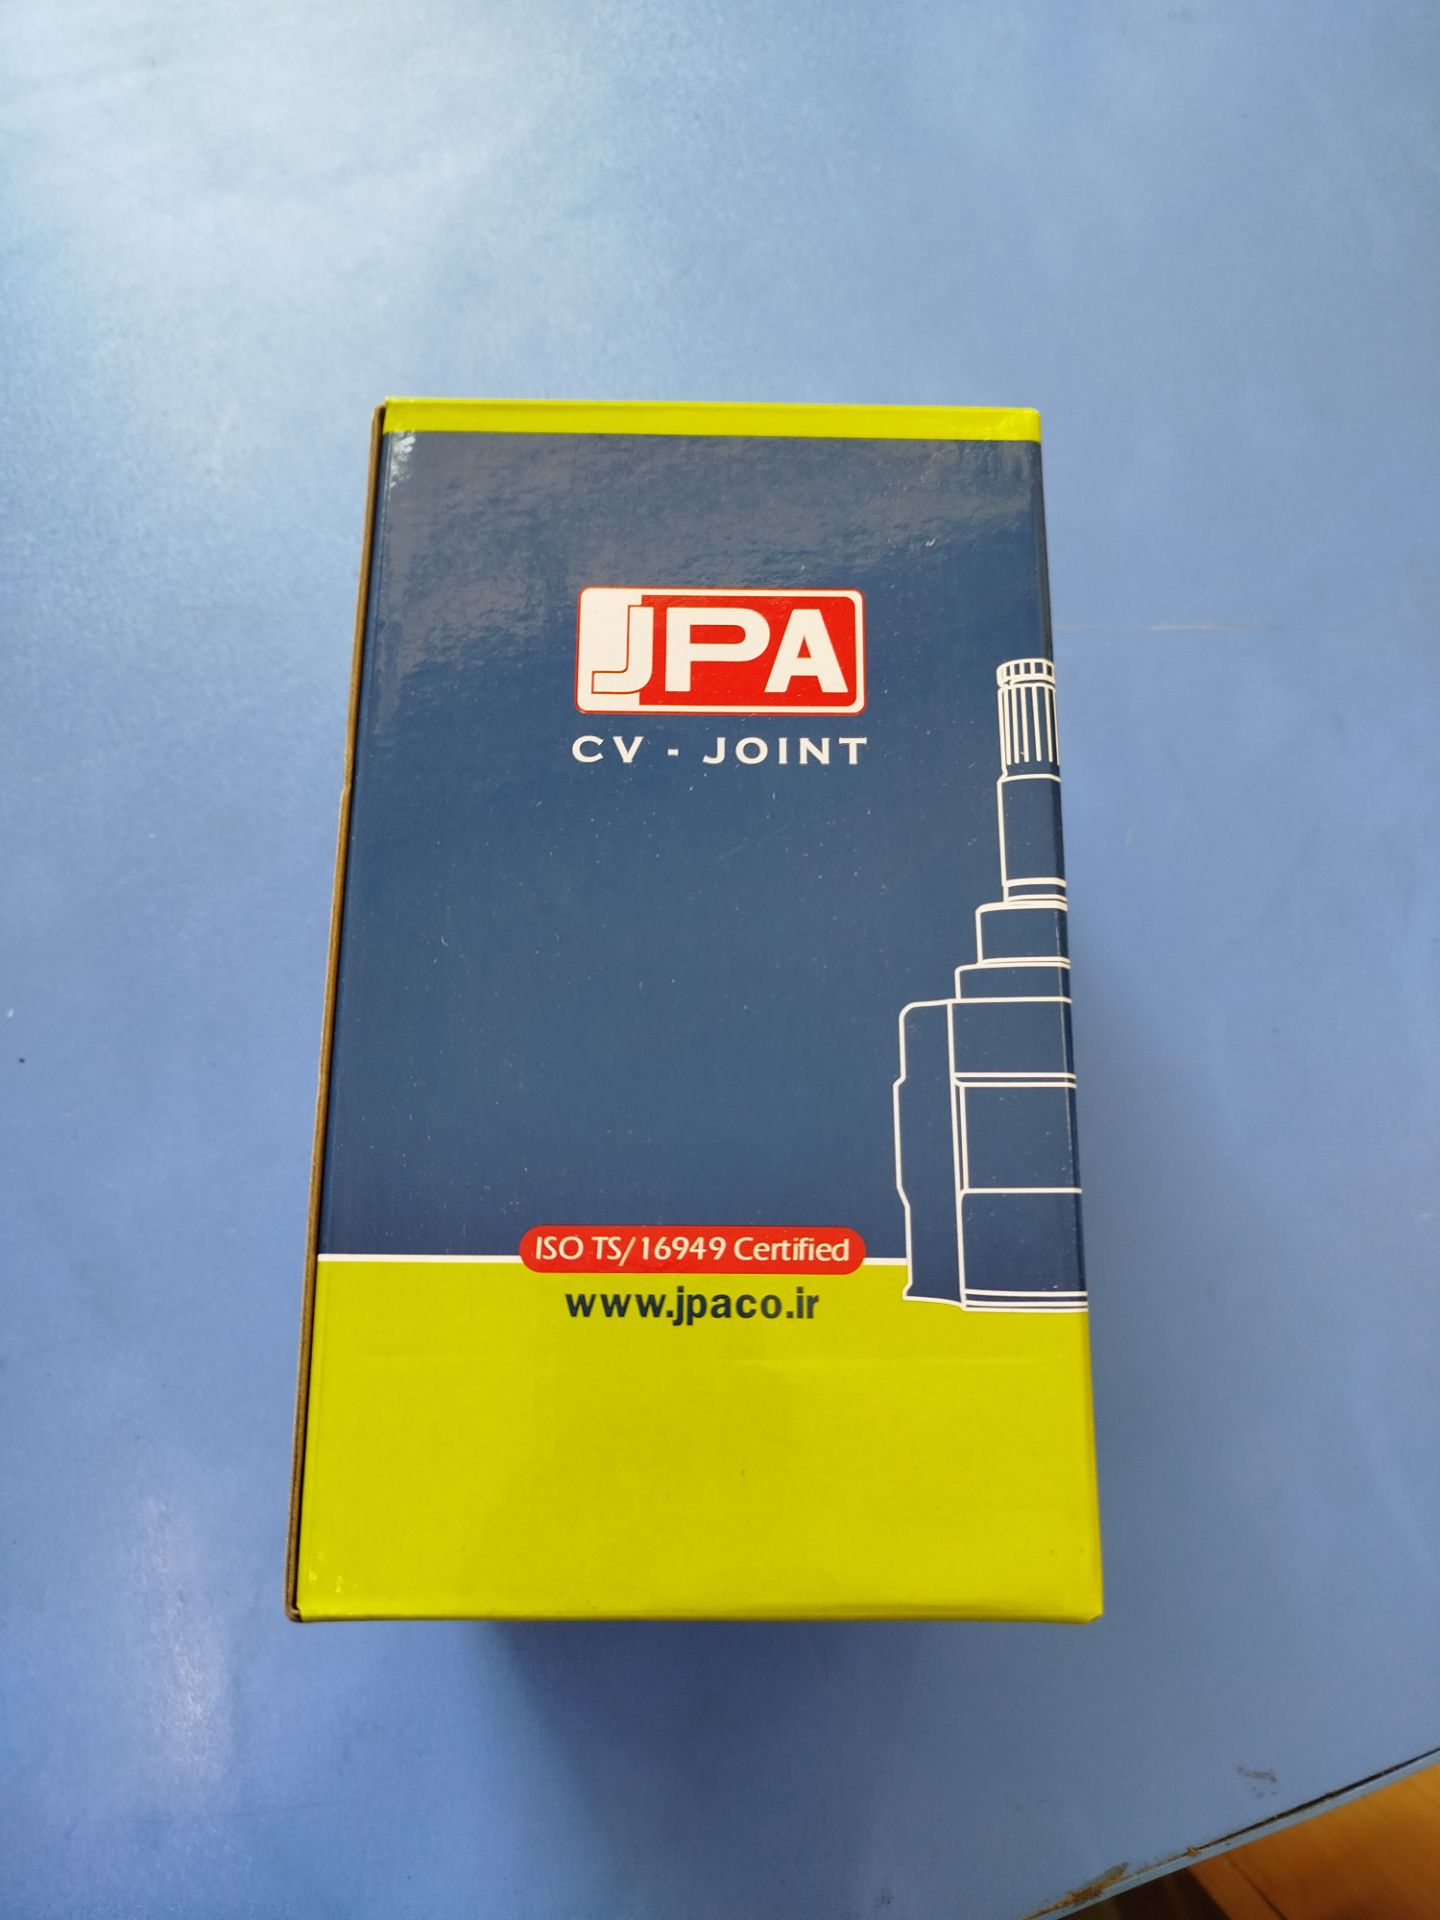 JPA
CV - JOINT
ISO TS/16949 Certified
www.jpaco.ir